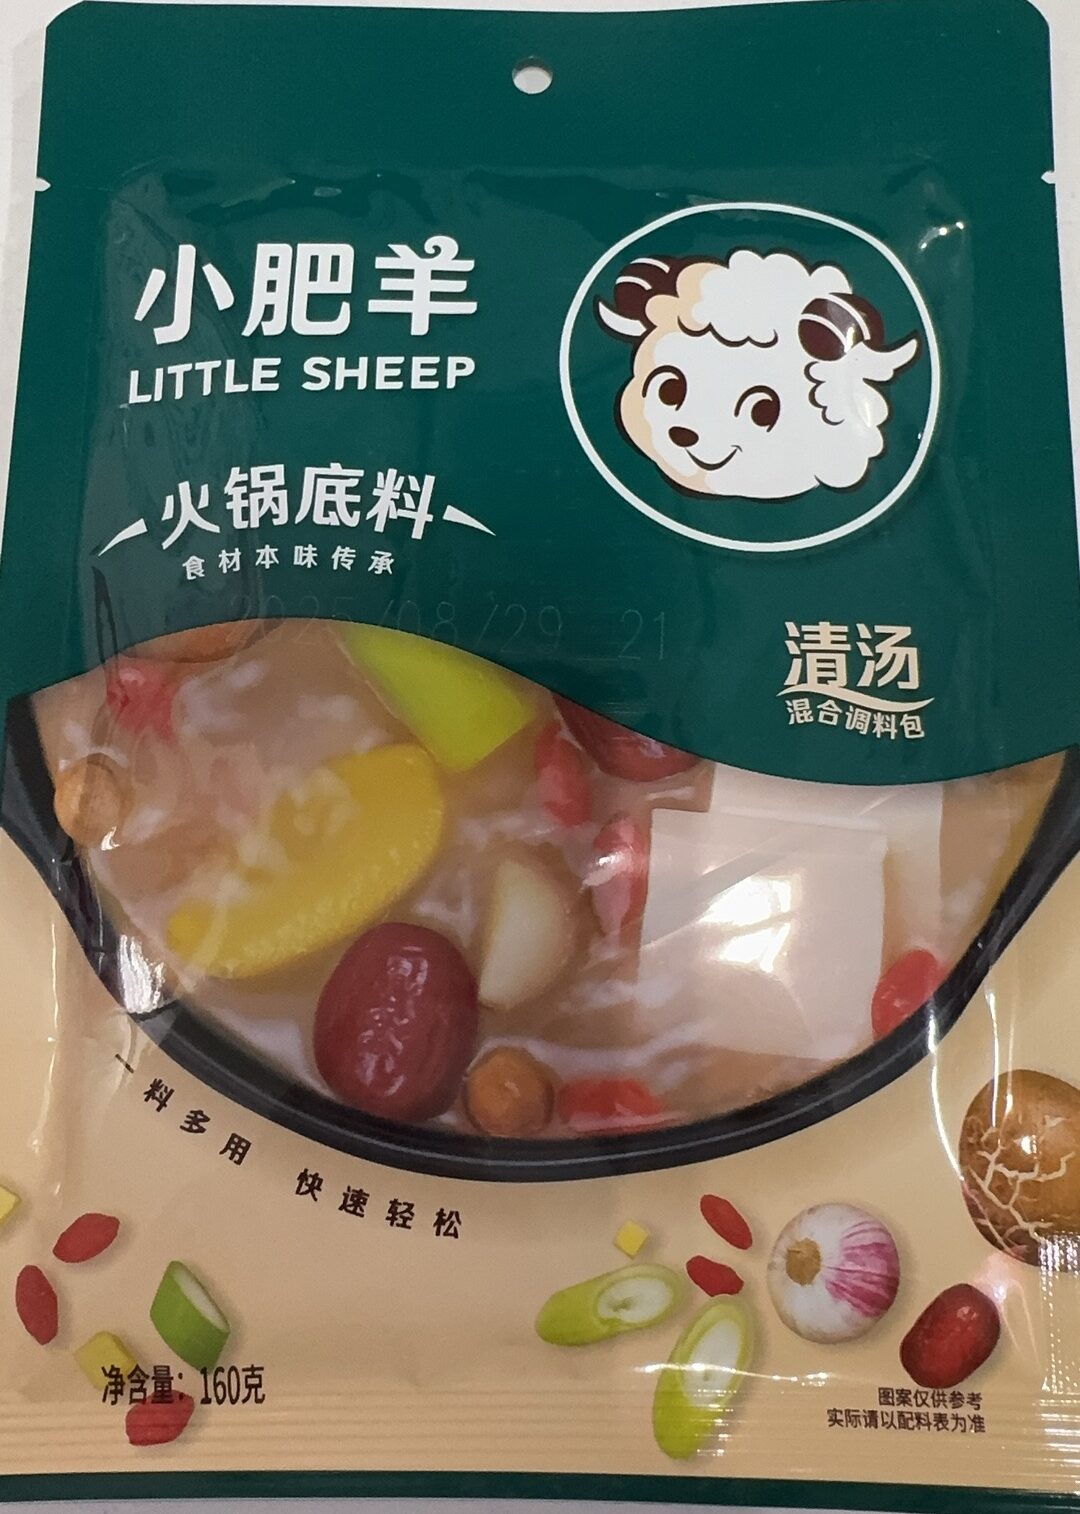 小肥羊
LITTLE SHEEP
火锅底料
食材本味传承
2025/08/29 21
清汤
混合调料包
一料多用 快速轻松
净含量：160克
图案仅供参考
实际请以配料表为准